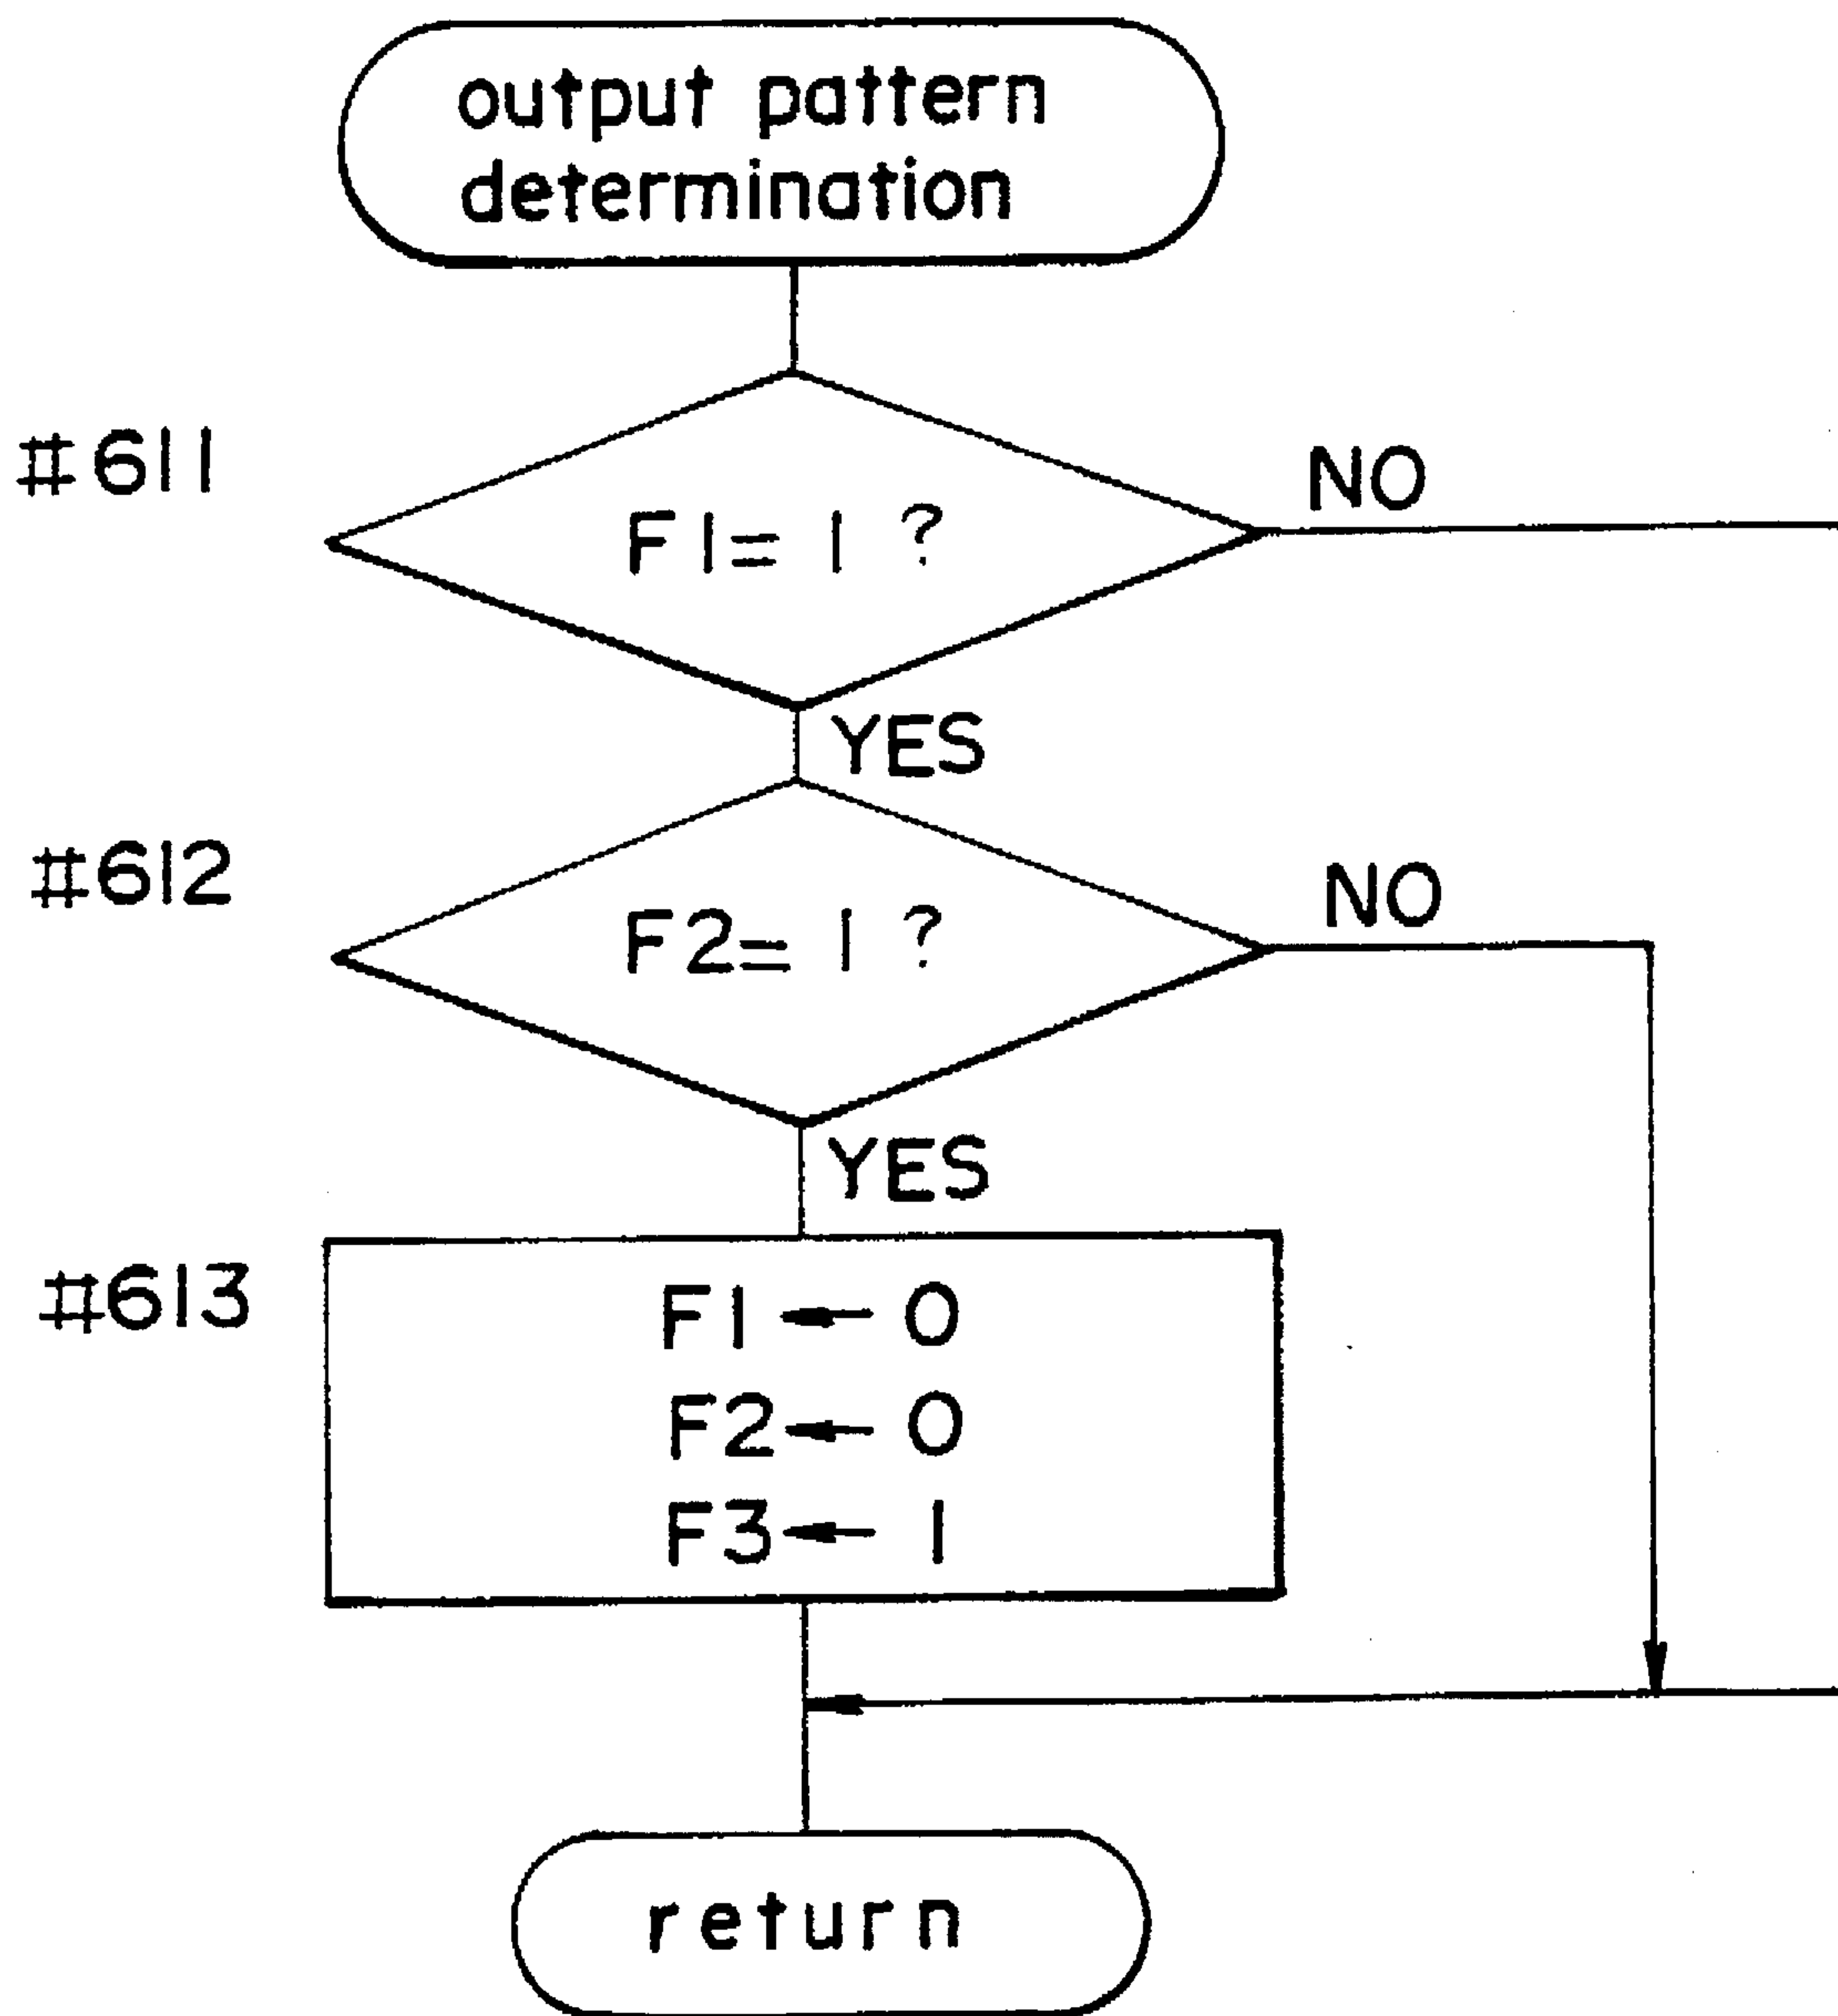 output pattern
determination
#611
F1= 1 ?
NO
YES
#612
F2= 1 ?
NO
YES
#613
F1 ← 0
F2 ← 0
F3 ← 1
return